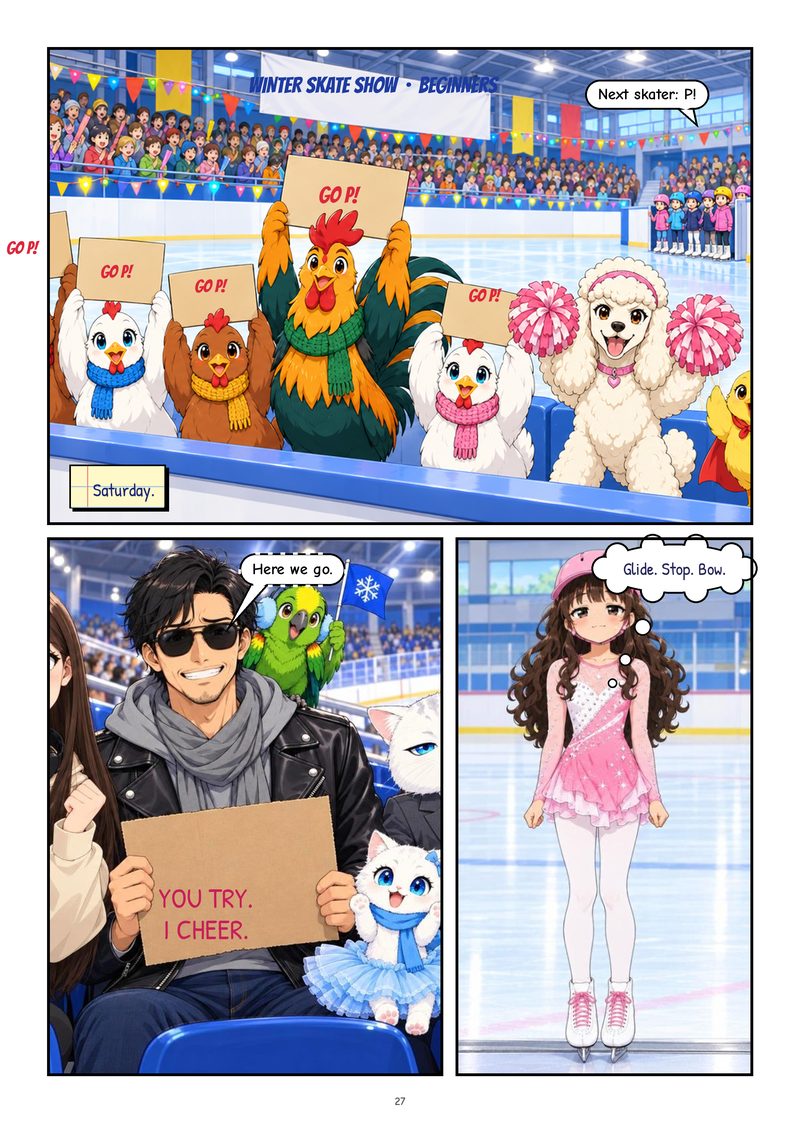 WINTER SKATE SHOW • BEGINNERS
Next skater: P!
GO P!
GO P!
GO P!
GO P!
GO P!
Saturday.
Here we go.
YOU TRY.
I CHEER.
Glide. Stop. Bow.
27